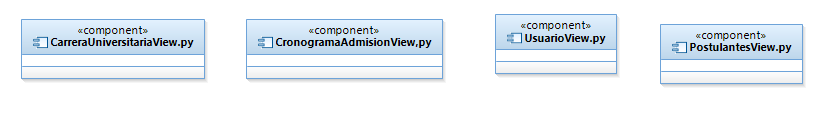 «component»
CarreraUniversitariaView.py
«component»
CronogramaAdmisionView,py
«component»
UsuarioView.py
«component»
PostulantesView.py